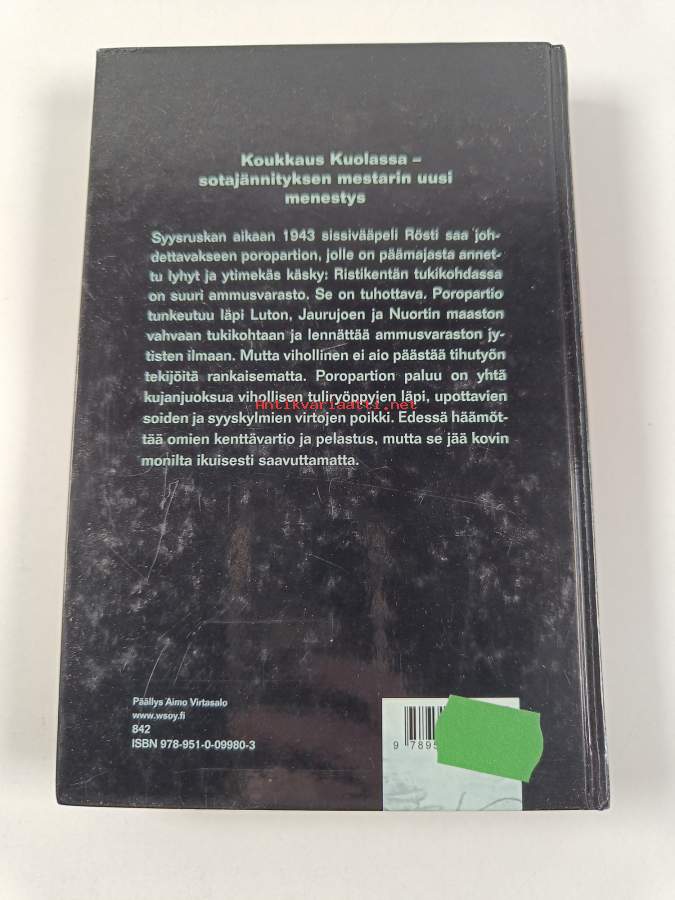 Koukkaus Kuolassa –
sotajännityksen mestarin uusi
menestys
Syysruskan aikaan 1943 sissivääpeli Rösti saa joh-
dettavakseen poropartion, jolle on päämajasta annet-
tu lyhyt ja ytimekäs käsky: Ristikentän tukikohdassa
on suuri ammusvarasto. Se on tuhottava. Poropartio
tunkeutuu läpi Luton, Jaurujoen ja Nuortin maaston
vahvaan tukikohtaan ja lennättää ammusvaraston jy-
tisten ilmaan. Mutta vihollinen ei aio päästää tihutyön
tekijöitä rankaisematta. Poropartion paluu on yhtä
kujanjuoksua vihollisen tuliryöppyjen läpi, upottavien
Antikvariaatti.net
soiden ja syyskylmien virtojen poikki. Edessä häämöt-
tää omien kenttävartio ja pelastus, mutta se jää kovin
monilta ikuisesti saavuttamatta.
Päällys Aimo Virtasalo
www.wsoy.fi
842
ISBN 978-951-0-09980-3
9 7895